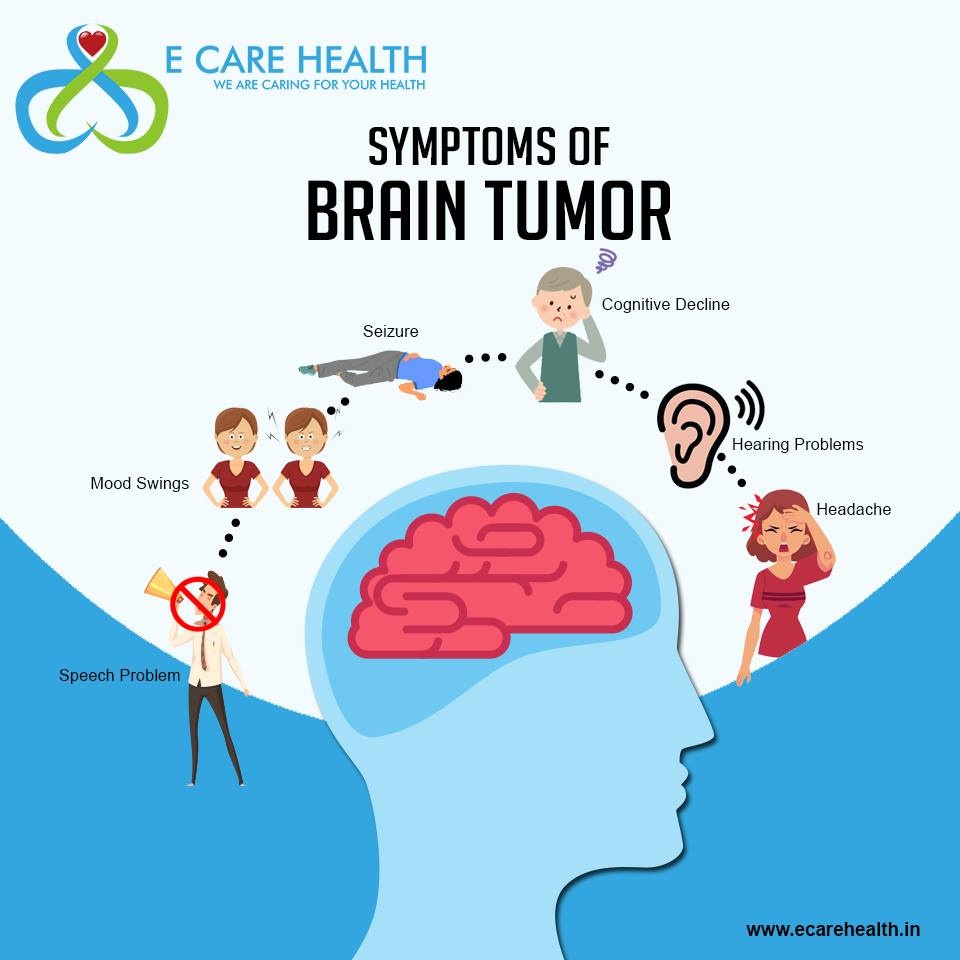 E CARE HEALTH
WE ARE CARING FOR YOUR HEALTH
SYMPTOMS OF
BRAIN TUMOR
Cognitive Decline
Seizure
Hearing Problems
Mood Swings
Headache
Speech Problem
www.ecarehealth.in